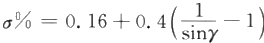 σ% = 0.16 + 0.4(1/sinγ − 1)